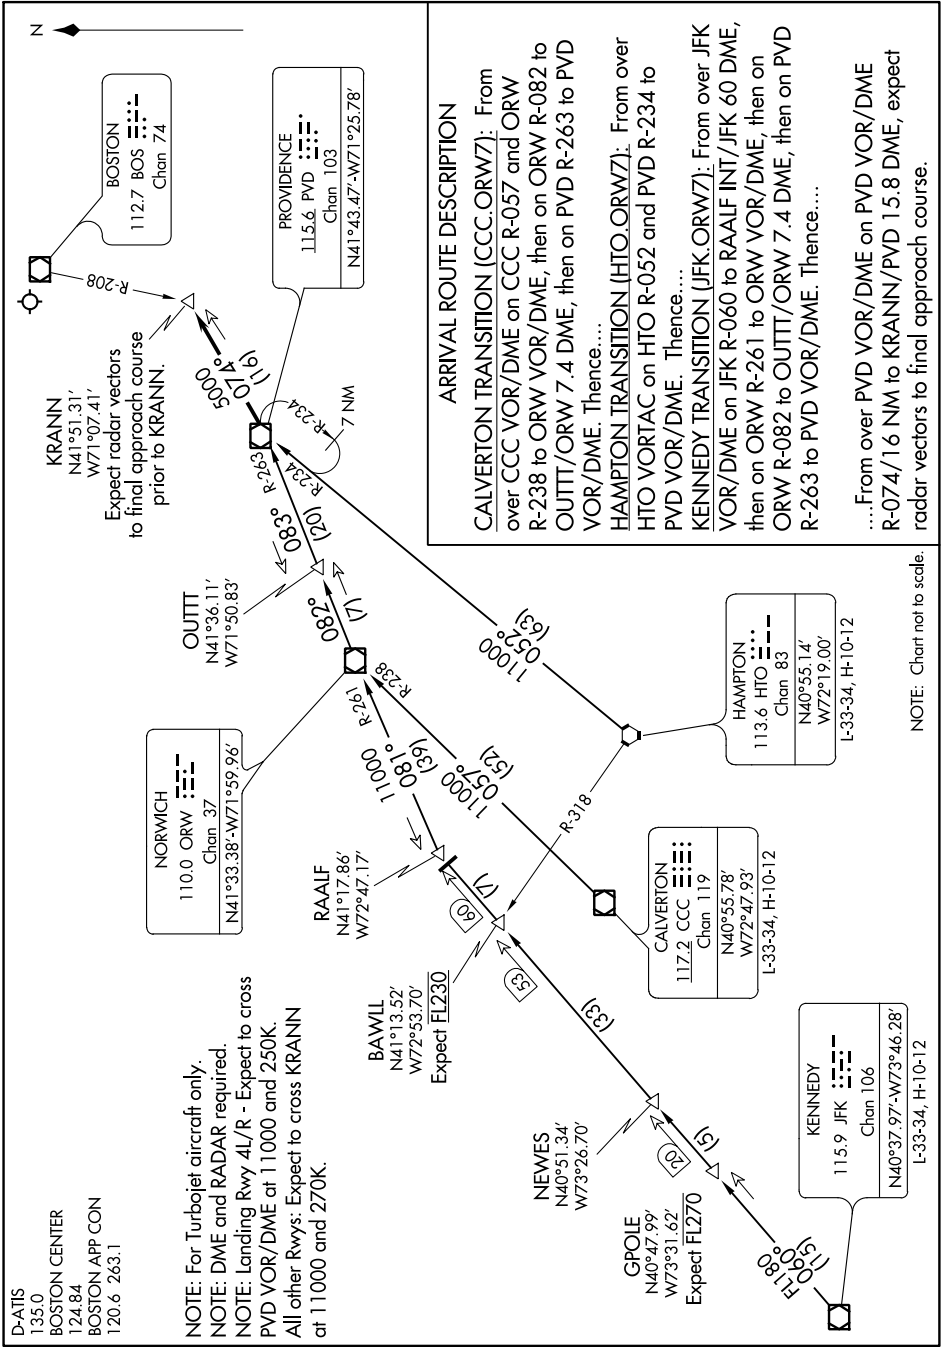 D-ATIS
135.0
BOSTON CENTER
124.84
BOSTON APP CON
120.6 263.1
NOTE: For Turbojet aircraft only.
NOTE: DME and RADAR required.
NOTE: Landing Rwy 4L/R - Expect to cross
PVD VOR/DME at 11000 and 250K.
All other Rwys: Expect to cross KRANN
at 11000 and 270K.
N
BOSTON
112.7 BOS
Chan 74
R-208
KRANN
N41°51.31′
W71°07.41′
Expect radar vectors
to final approach course
prior to KRANN.
5000
074°
(16)
PROVIDENCE
115.6 PVD
Chan 103
N41°43.47′-W71°25.78′
R-234
7 NM
R-263
R-234
083°
(20)
OUTTT
N41°36.11′
W71°50.83′
082°
(7)
NORWICH
110.0 ORW
Chan 37
N41°33.38′-W71°59.96′
R-261
R-238
11000
081°
(39)
11000
057°
(52)
11000
052°
(63)
RAALF
N41°17.86′
W72°47.17′
60
(7)
BAWLL
N41°13.52′
W72°53.70′
Expect FL230
53
(33)
R-318
HAMPTON
113.6 HTO
Chan 83
N40°55.14′
W72°19.00′
L-33-34, H-10-12
CALVERTON
117.2 CCC
Chan 119
N40°55.78′
W72°47.93′
L-33-34, H-10-12
NEWES
N40°51.34′
W73°26.70′
20
(5)
GPOLE
N40°47.99′
W73°31.62′
Expect FL270
FL180
060°
(15)
KENNEDY
115.9 JFK
Chan 106
N40°37.97′-W73°46.28′
L-33-34, H-10-12
ARRIVAL ROUTE DESCRIPTION
CALVERTON TRANSITION (CCC.ORW7): From
over CCC VOR/DME on CCC R-057 and ORW
R-238 to ORW VOR/DME, then on ORW R-082 to
OUTTT/ORW 7.4 DME, then on PVD R-263 to PVD
VOR/DME. Thence....
HAMPTON TRANSITION (HTO.ORW7): From over
HTO VORTAC on HTO R-052 and PVD R-234 to
PVD VOR/DME. Thence....
KENNEDY TRANSITION (JFK.ORW7): From over JFK
VOR/DME on JFK R-060 to RAALF INT/JFK 60 DME,
then on ORW R-261 to ORW VOR/DME, then on
ORW R-082 to OUTTT/ORW 7.4 DME, then on PVD
R-263 to PVD VOR/DME. Thence....
....From over PVD VOR/DME on PVD VOR/DME
R-074/16 NM to KRANN/PVD 15.8 DME, expect
radar vectors to final approach course.
NOTE: Chart not to scale.